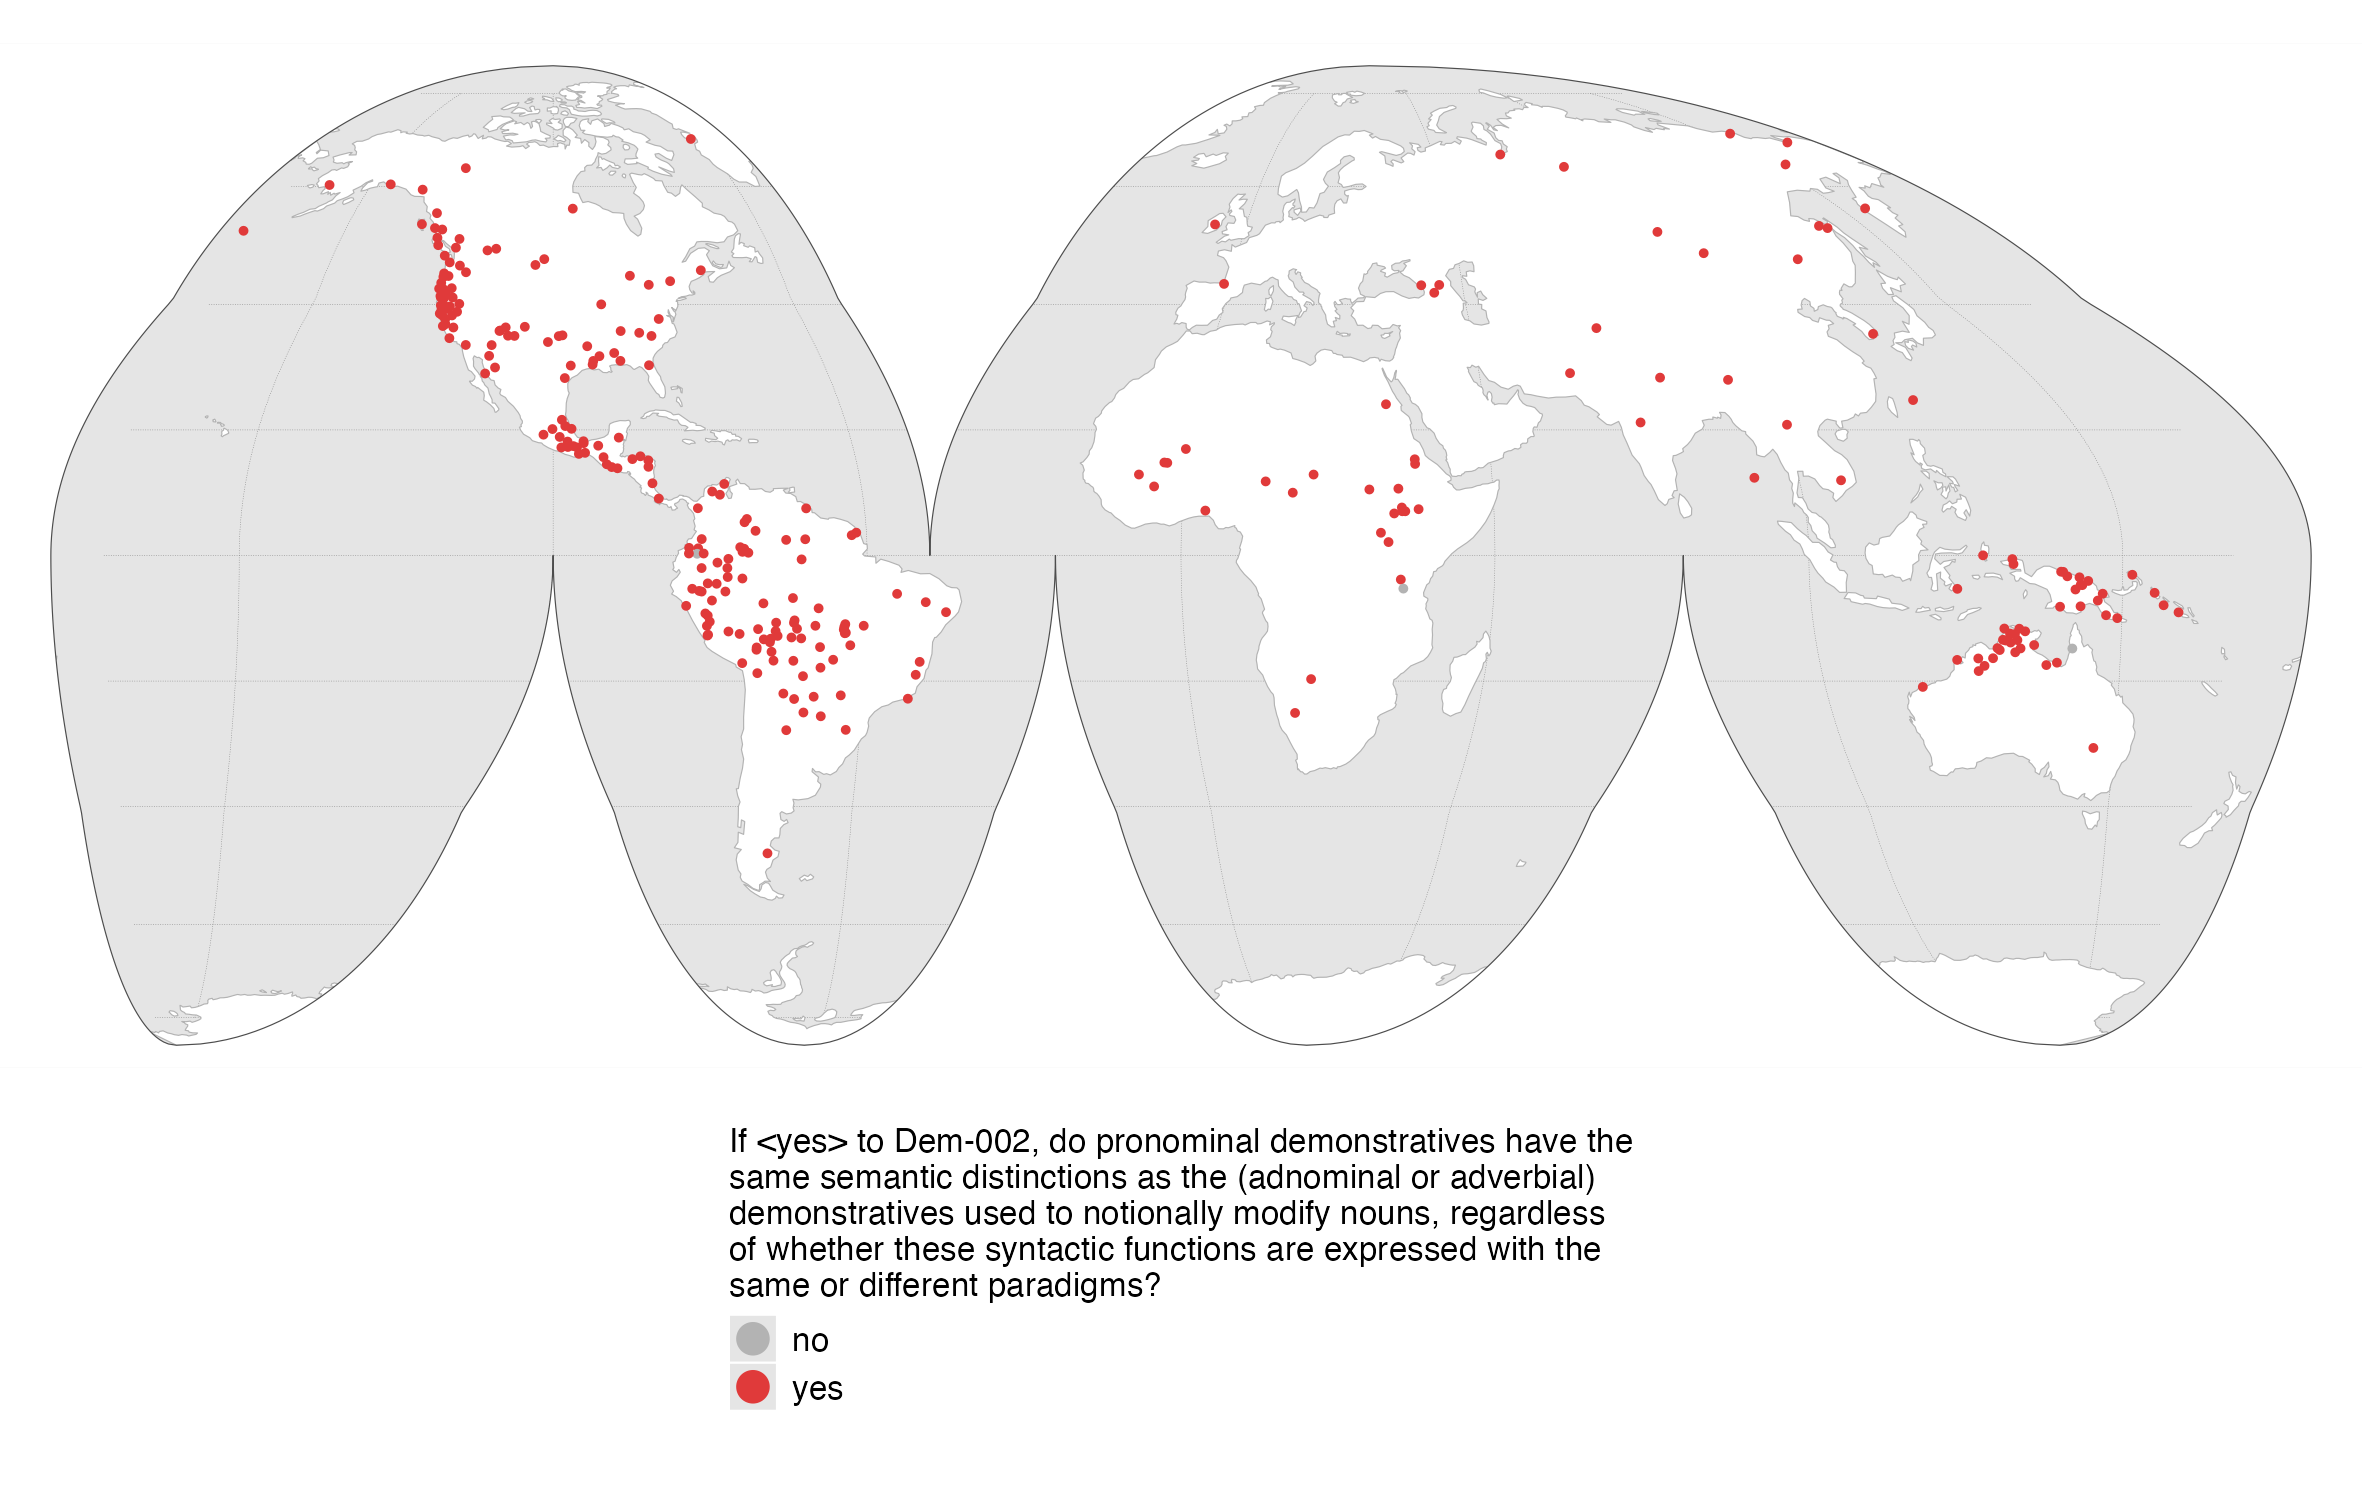 If <yes> to Dem-002, do pronominal demonstratives have the
same semantic distinctions as the (adnominal or adverbial)
demonstratives used to notionally modify nouns, regardless
of whether these syntactic functions are expressed with the
same or different paradigms?
no
yes